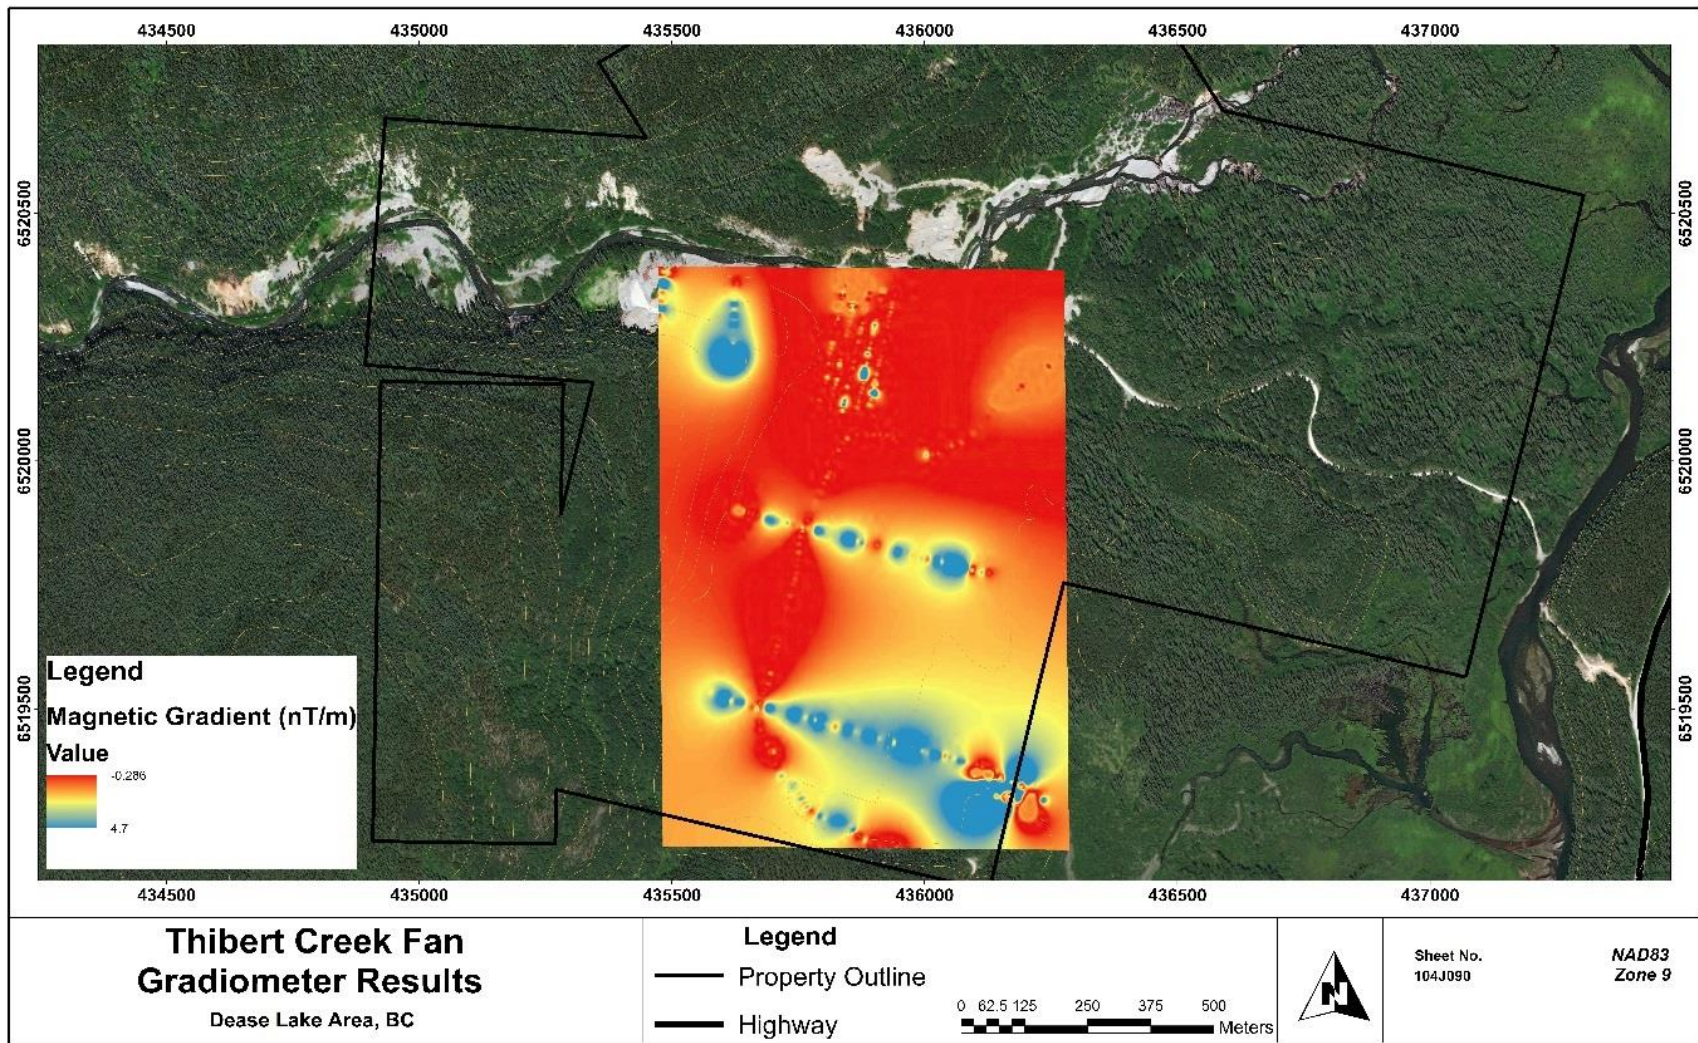 434500 435000 435500 436000 436500 437000
6520500 6520500
6520000 6520000
6519500 6519500
Legend
Magnetic Gradient (nT/m)
Value
-0.286
4.7
434500 435000 435500 436000 436500 437000
Thibert Creek Fan
Gradiometer Results
Dease Lake Area, BC
Legend
Property Outline
Highway
0 62.5 125 250 375 500
Meters
N
Sheet No.
104J090
NAD83
Zone 9